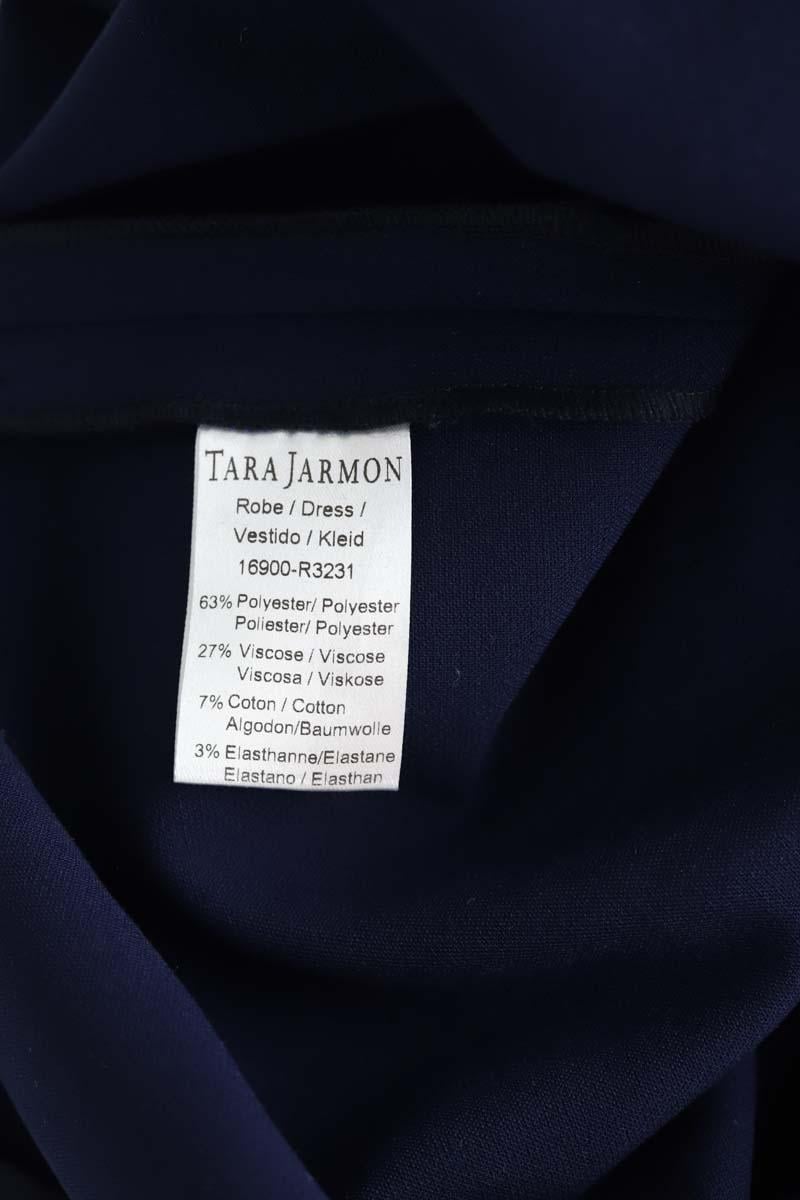 TARA JARMON
Robe / Dress /
Vestido / Kleid
16900-R3231
63% Polyester/ Polyester
Poliester/ Polyester
27% Viscose / Viscose
Viscosa / Viskose
7% Coton / Cotton
Algodon/Baumwolle
3% Elasthanne/Elastane
Elastano / Elasthan